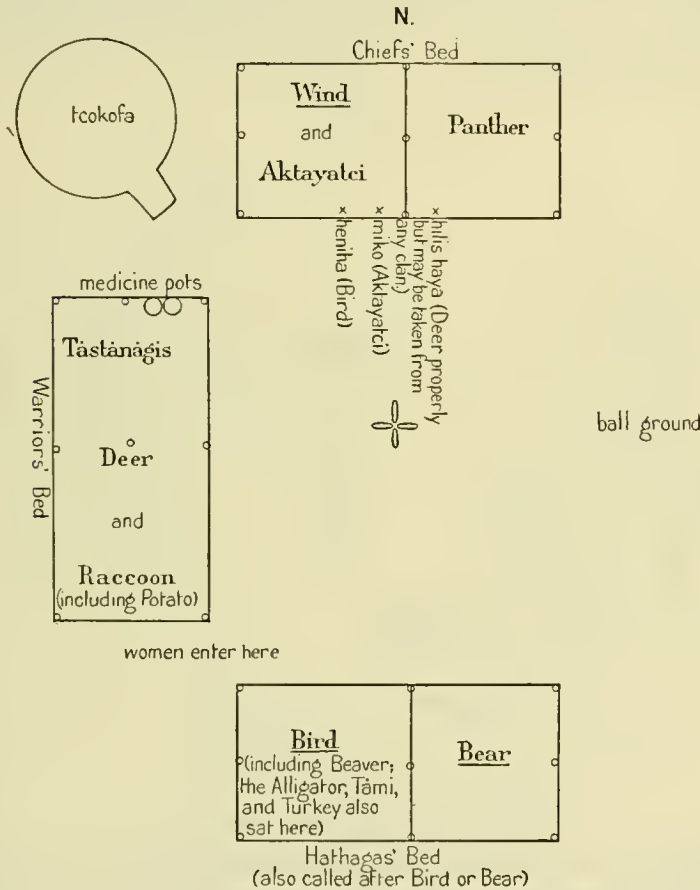 N.
Chiefs' Bed
tcokofa
Wind
and
Aktayatci
Panther
heniha (Bird)
miko (Aktayatci)
hilis haya (Deer properly
but may be taken from
any clan.)
medicine pots
Tàstànàgis
Deer
and
Raccoon
(including Potato)
Warriors' Bed
ball ground
women enter here
Bird
(including Beaver;
the Alligator, Tàmi,
and Turkey also
sat here)
Bear
Hathagas' Bed
(also called after Bird or Bear)